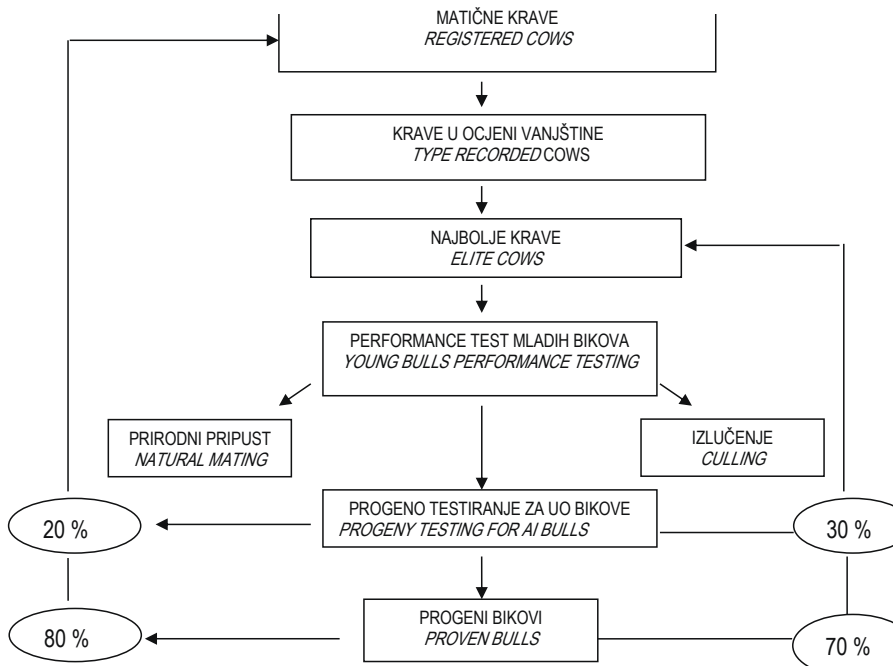 MATIČNE KRAVE
REGISTERED COWS
KRAVE U OCJENI VANJŠTINE
TYPE RECORDED COWS
NAJBOLJE KRAVE
ELITE COWS
PERFORMANCE TEST MLADIH BIKOVA
YOUNG BULLS PERFORMANCE TESTING
PRIRODNI PRIPUST
NATURAL MATING
IZLUČENJE
CULLING
PROGENO TESTIRANJE ZA UO BIKOVE
PROGENY TESTING FOR AI BULLS
20 %
30 %
PROGENI BIKOVI
PROVEN BULLS
80 %
70 %